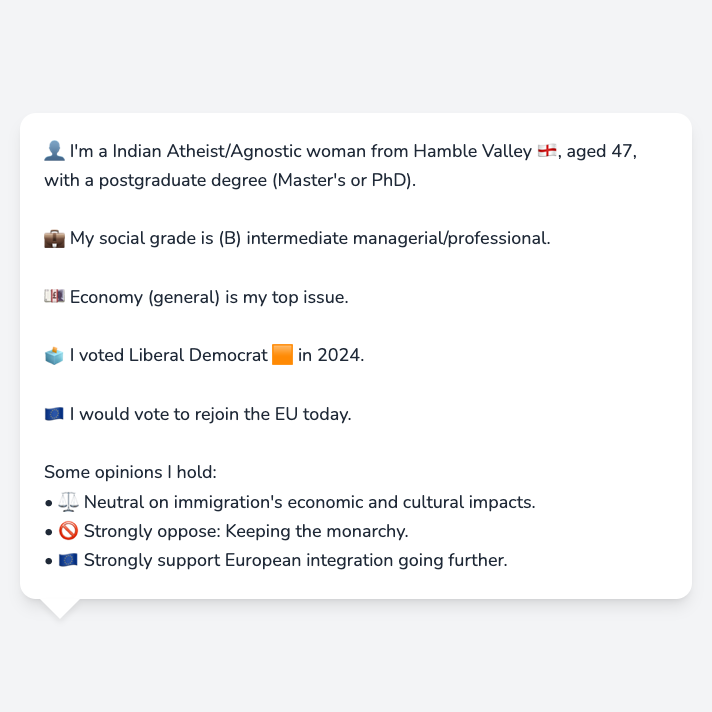 👤 I'm a Indian Atheist/Agnostic woman from Hamble Valley 🏴󠁧󠁢󠁥󠁮󠁧󠁿, aged 47,
with a postgraduate degree (Master's or PhD).
💼 My social grade is (B) intermediate managerial/professional.
💷 Economy (general) is my top issue.
🗳️ I voted Liberal Democrat 🟧 in 2024.
🇪🇺 I would vote to rejoin the EU today.
Some opinions I hold:
• ⚖️ Neutral on immigration's economic and cultural impacts.
• 🚫 Strongly oppose: Keeping the monarchy.
• 🇪🇺 Strongly support European integration going further.